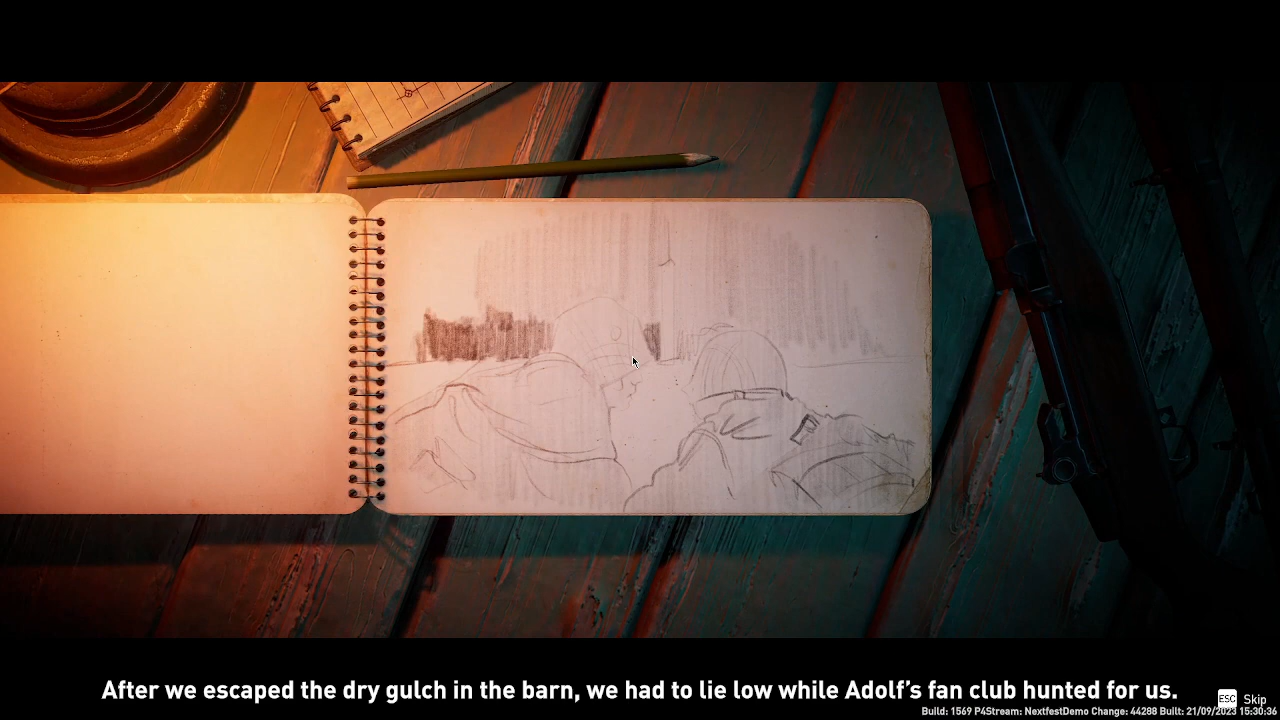 After we escaped the dry gulch in the barn, we had to lie low while Adolf's fan club hunted for us.
ESC Skip
Build: 1569 P4Stream: NextfestDemo Change: 44288 Built: 21/09/2023 15:30:36